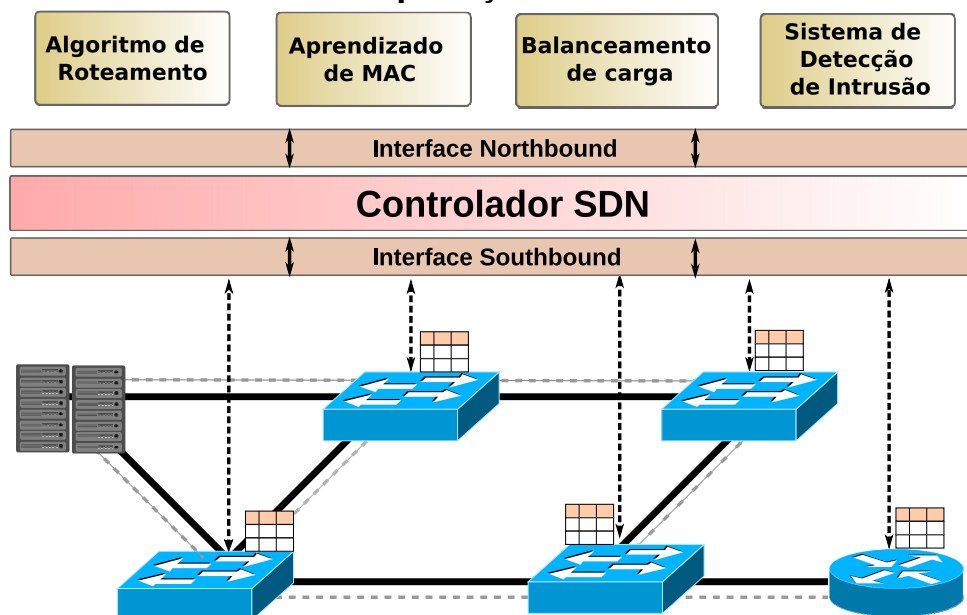 Algoritmo de
Roteamento
Aprendizado
de MAC
Balanceamento
de carga
Sistema de
Detecção
de Intrusão
Interface Northbound
Controlador SDN
Interface Southbound